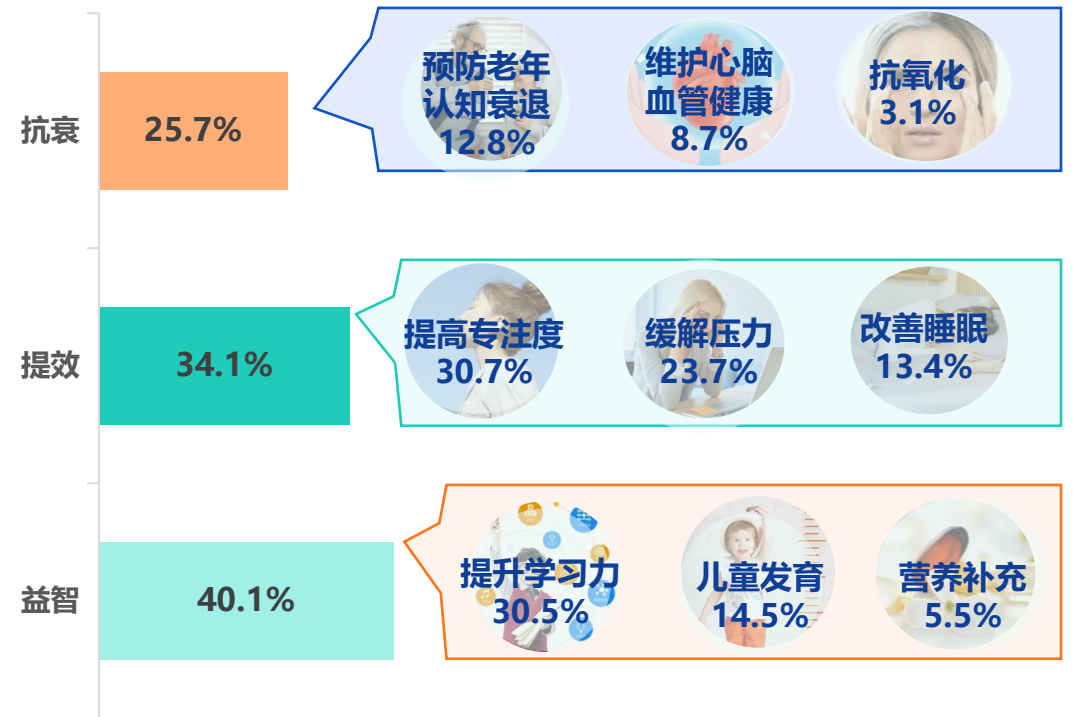 抗衰
25.7%
预防老年
认知衰退
12.8%
维护心脑
血管健康
8.7%
抗氧化
3.1%
提效
34.1%
提高专注度
30.7%
缓解压力
23.7%
改善睡眠
13.4%
益智
40.1%
提升学习力
30.5%
儿童发育
14.5%
营养补充
5.5%